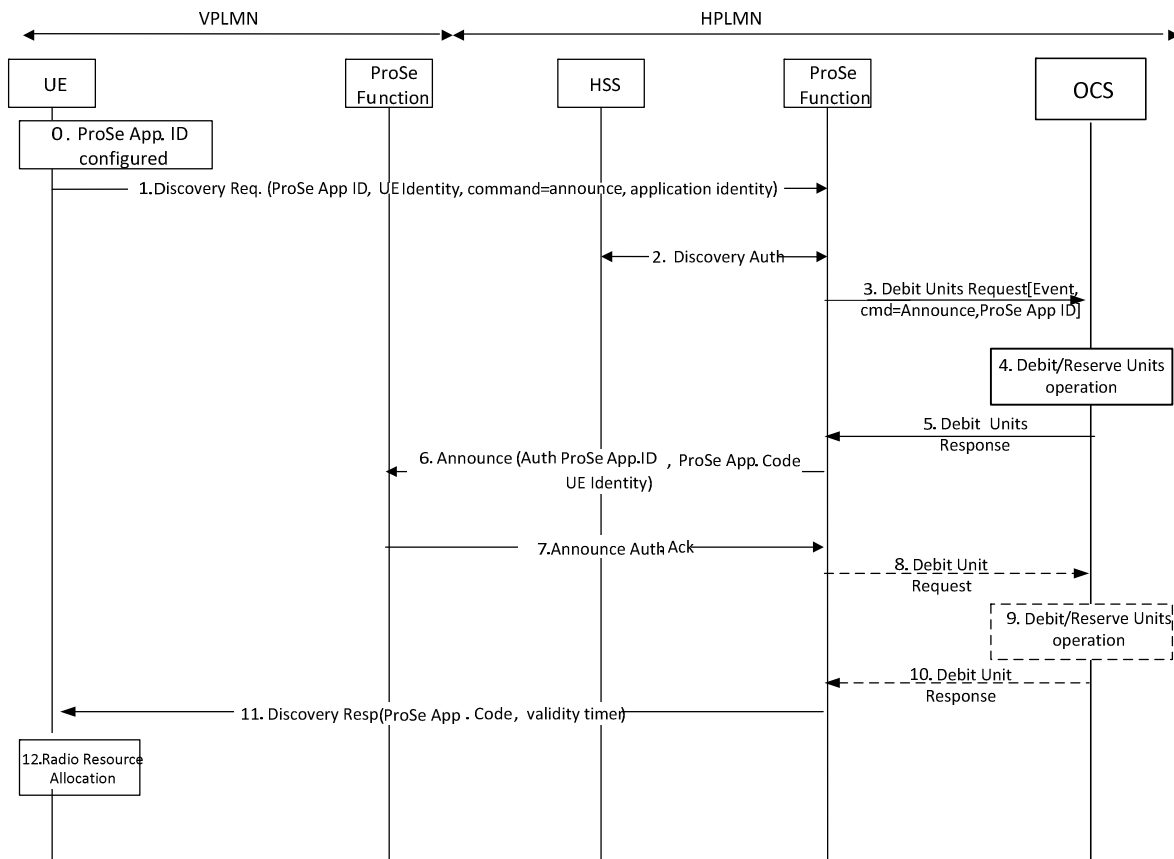 VPLMN
HPLMN
UE
ProSe
Function
HSS
ProSe
Function
OCS
0. ProSe App. ID
configured
1.Discovery Req. (ProSe App ID, UE Identity, command=announce, application identity)
2. Discovery Auth
3. Debit Units Request[Event,
cmd=Announce,ProSe App ID]
4. Debit/Reserve Units
operation
5. Debit Units
Response
6. Announce (Auth ProSe App.ID , ProSe App. Code
UE Identity)
7.Announce Auth. Ack
8. Debit Unit
Request
9. Debit/Reserve Units
operation
10. Debit Unit
Response
11. Discovery Resp(ProSe App . Code, validity timer)
12.Radio Resource
Allocation